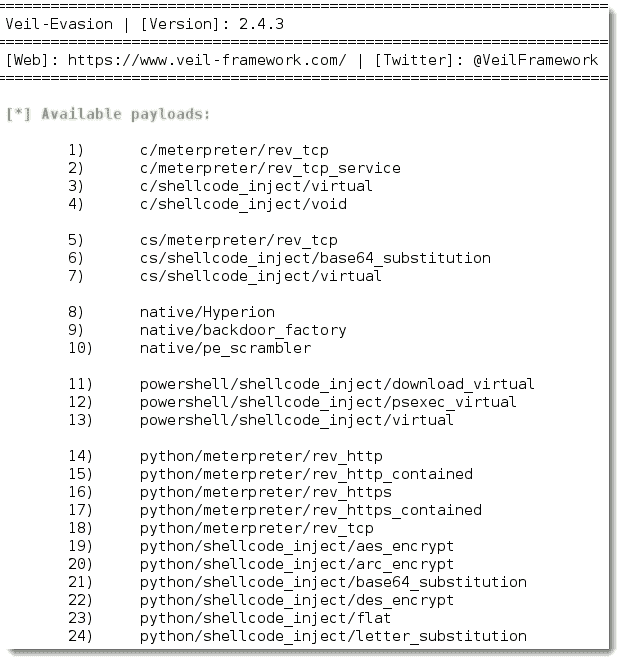 Veil-Evasion | [Version]: 2.4.3
[Web]: https://www.veil-framework.com/ | [Twitter]: @VeilFramework
[*] Available payloads:
1) c/meterpreter/rev_tcp
2) c/meterpreter/rev_tcp_service
3) c/shellcode_inject/virtual
4) c/shellcode_inject/void
5) cs/meterpreter/rev_tcp
6) cs/shellcode_inject/base64_substitution
7) cs/shellcode_inject/virtual
8) native/Hyperion
9) native/backdoor_factory
10) native/pe_scrambler
11) powershell/shellcode_inject/download_virtual
12) powershell/shellcode_inject/psexec_virtual
13) powershell/shellcode_inject/virtual
14) python/meterpreter/rev_http
15) python/meterpreter/rev_http_contained
16) python/meterpreter/rev_https
17) python/meterpreter/rev_https_contained
18) python/meterpreter/rev_tcp
19) python/shellcode_inject/aes_encrypt
20) python/shellcode_inject/arc_encrypt
21) python/shellcode_inject/base64_substitution
22) python/shellcode_inject/des_encrypt
23) python/shellcode_inject/flat
24) python/shellcode_inject/letter_substitution